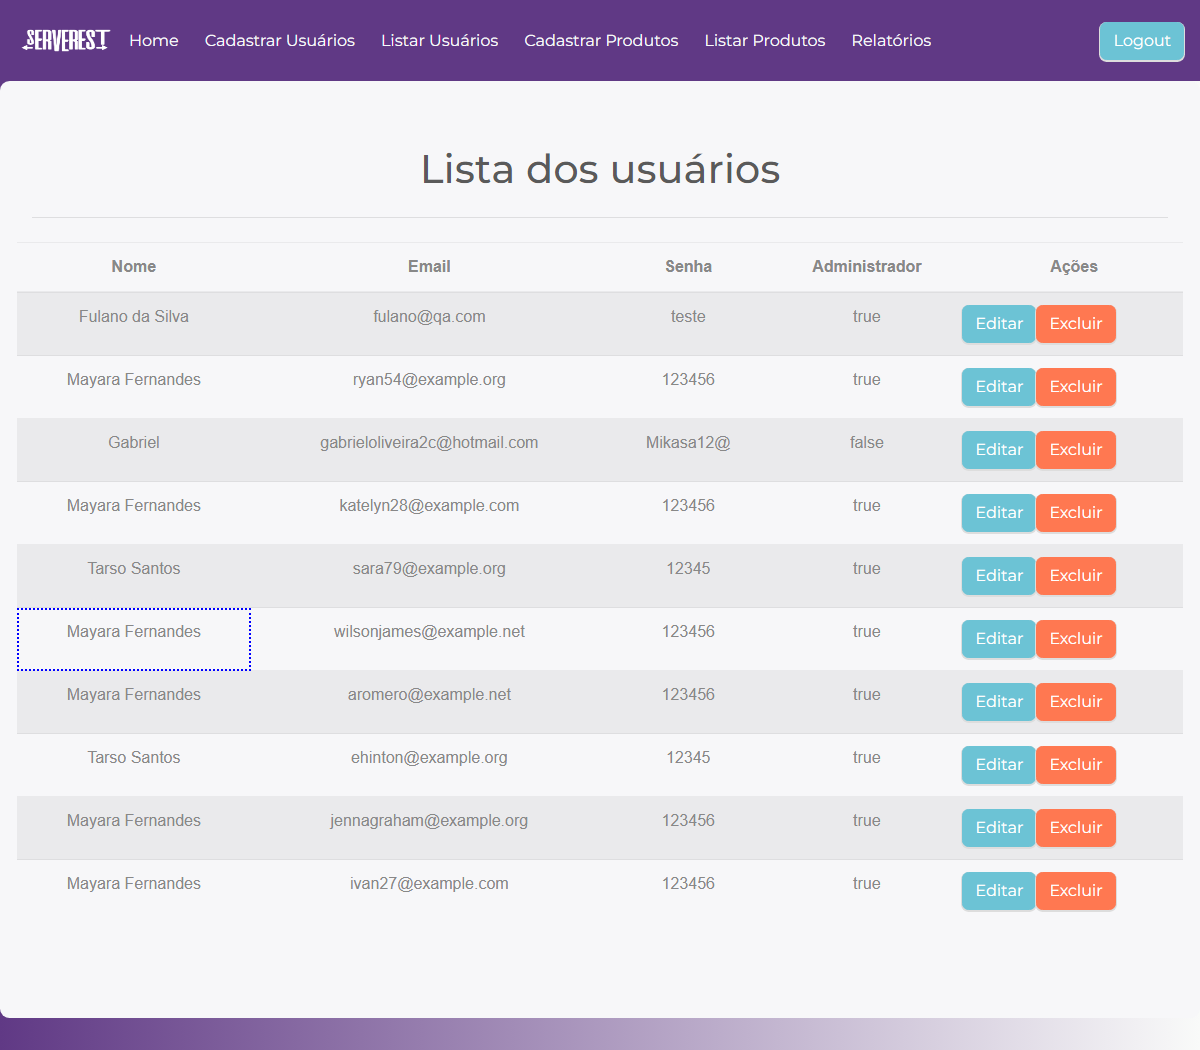 SERVEREST Home Cadastrar Usuários Listar Usuários Cadastrar Produtos Listar Produtos Relatórios Logout
Lista dos usuários
Nome Email Senha Administrador Ações
Fulano da Silva fulano@qa.com teste true Editar Excluir
Mayara Fernandes ryan54@example.org 123456 true Editar Excluir
Gabriel gabrieloliveira2c@hotmail.com Mikasa12@ false Editar Excluir
Mayara Fernandes katelyn28@example.com 123456 true Editar Excluir
Tarso Santos sara79@example.org 12345 true Editar Excluir
Mayara Fernandes wilsonjames@example.net 123456 true Editar Excluir
Mayara Fernandes aromero@example.net 123456 true Editar Excluir
Tarso Santos ehinton@example.org 12345 true Editar Excluir
Mayara Fernandes jennagraham@example.org 123456 true Editar Excluir
Mayara Fernandes ivan27@example.com 123456 true Editar Excluir